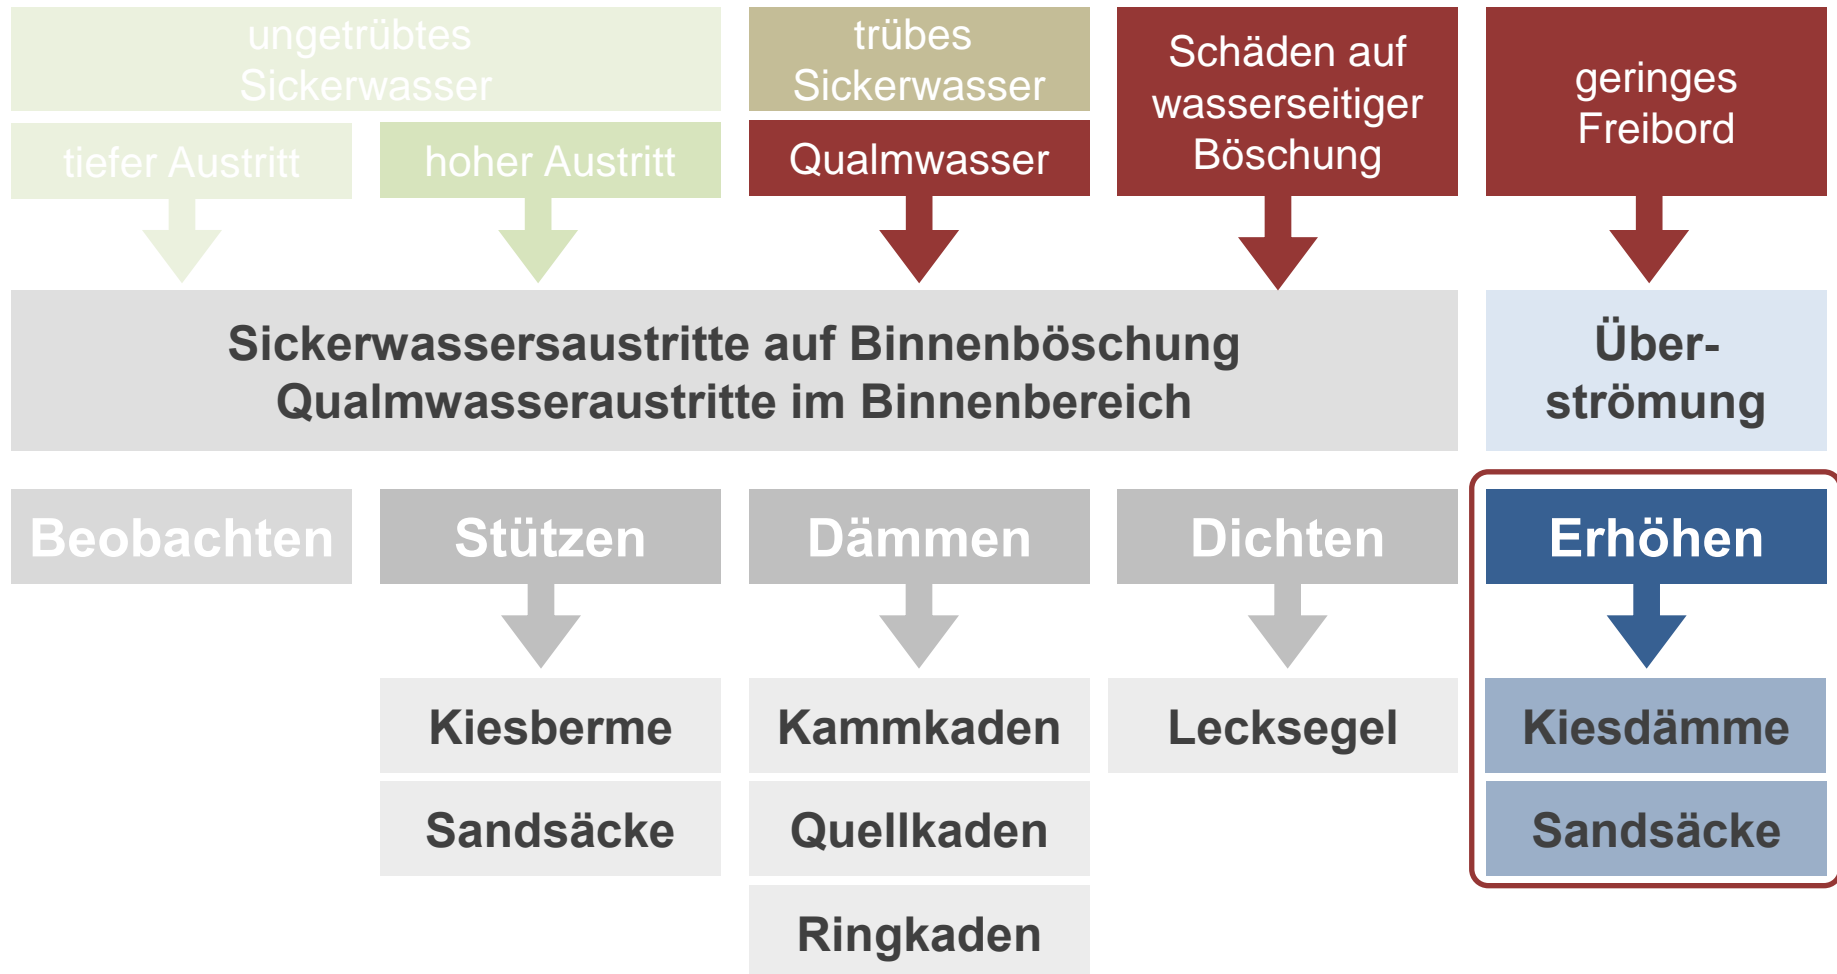 ungetrübtes
Sickerwasser
trübes
Sickerwasser
Schäden auf
wasserseitiger
Böschung
geringes
Freibord
tiefer Austritt
hoher Austritt
Qualmwasser
Sickerwassersaustritte auf Binnenböschung
Qualmwasseraustritte im Binnenbereich
Über-
strömung
Beobachten
Stützen
Dämmen
Dichten
Erhöhen
Kiesberme
Kammkaden
Lecksegel
Kiesdämme
Sandsäcke
Quellkaden
Sandsäcke
Ringkaden